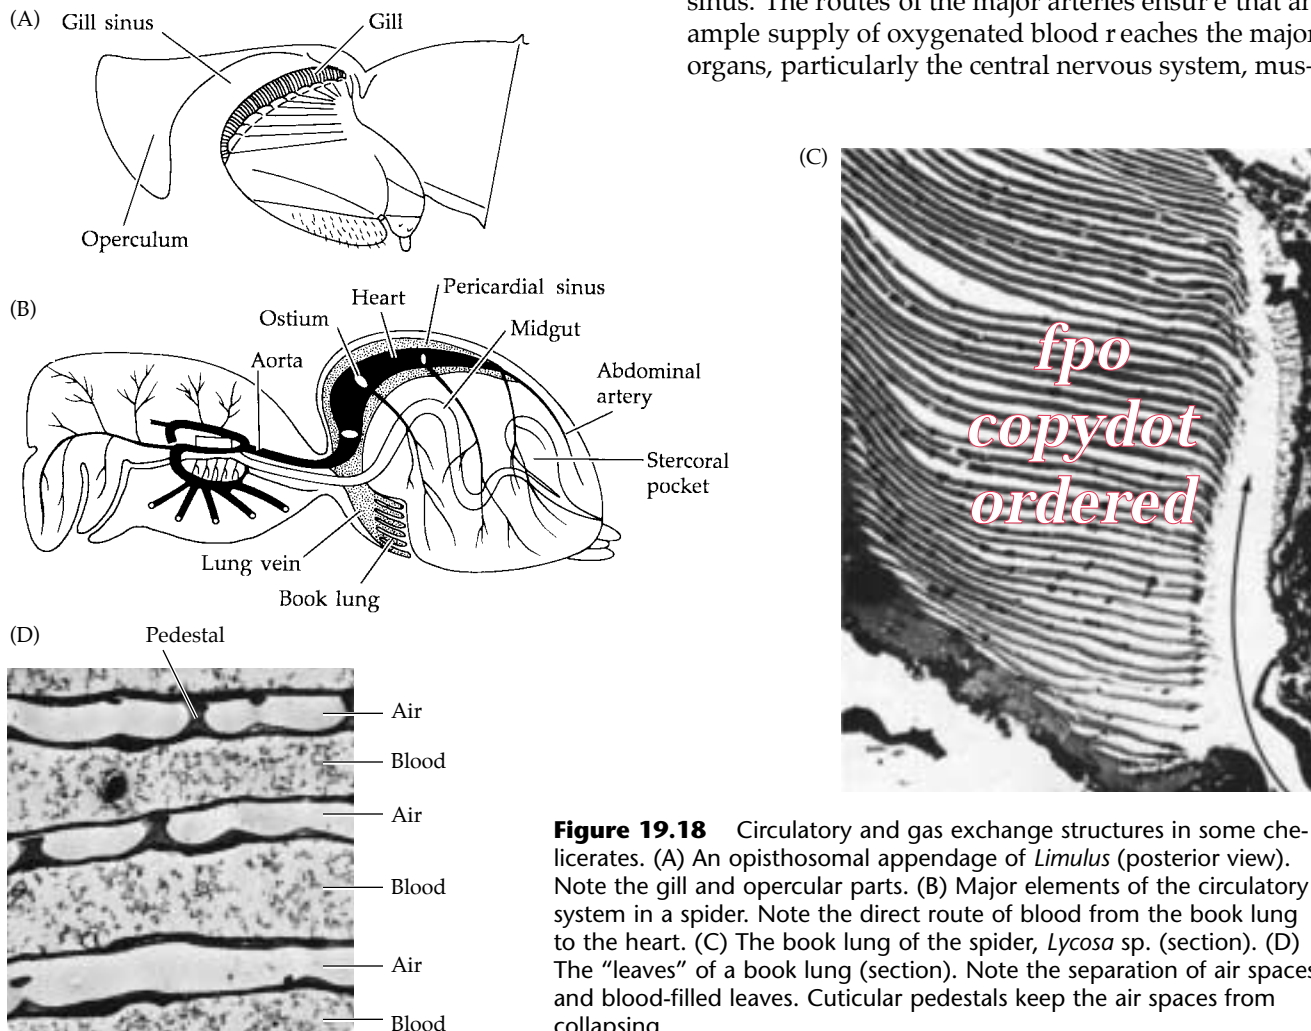 sinus. The routes of the major arteries ensur e that an
ample supply of oxygenated blood r eaches the major
organs, particularly the central nervous system, mus-
(A)
Gill sinus
Gill
Operculum
(B)
Pericardial sinus
Heart
Ostium
Midgut
Aorta
Abdominal
artery
Stercoral
pocket
Lung vein
Book lung
(C)
fpo
copydot
ordered
(D)
Pedestal
Air
Blood
Air
Blood
Air
Blood
Figure 19.18 Circulatory and gas exchange structures in some che-
licerates. (A) An opisthosomal appendage of Limulus (posterior view).
Note the gill and opercular parts. (B) Major elements of the circulatory
system in a spider. Note the direct route of blood from the book lung
to the heart. (C) The book lung of the spider, Lycosa sp. (section). (D)
The “leaves” of a book lung (section). Note the separation of air spaces
and blood-filled leaves. Cuticular pedestals keep the air spaces from
collapsing